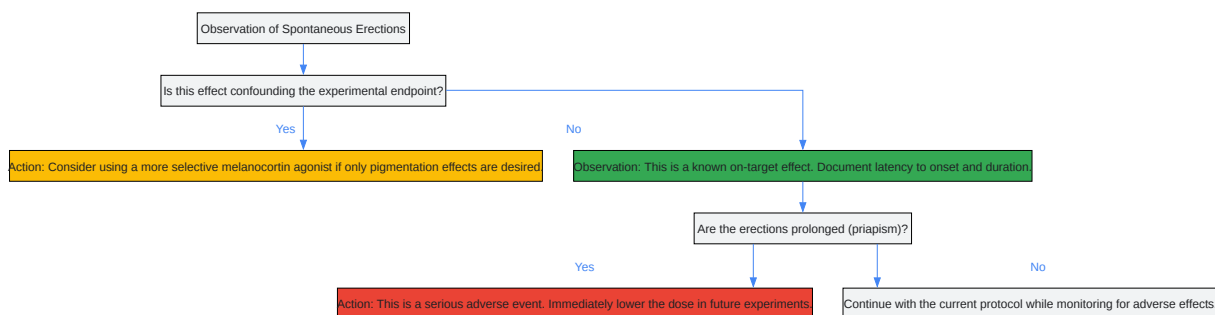 Observation of Spontaneous Erections
Is this effect confounding the experimental endpoint?
Yes
No
Action: Consider using a more selective melanocortin agonist if only pigmentation effects are desired.
Observation: This is a known on-target effect. Document latency to onset and duration.
Are the erections prolonged (priapism)?
Yes
No
Action: This is a serious adverse event. Immediately lower the dose in future experiments.
Continue with the current protocol while monitoring for adverse effects.